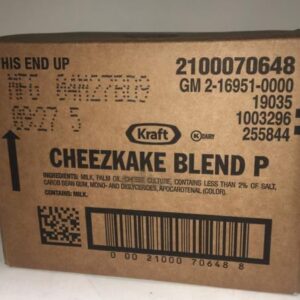 THIS END UP
2100070648
GM 2-16951-0000
19035
1003296
255844
Kraft
K DAIRY
CHEEZKAKE BLEND P
INGREDIENTS: MILK, PALM OIL, CHEESE CULTURE, CONTAINS LESS THAN 2% OF SALT,
CAROB BEAN GUM, MONO- AND DIGLYCERIDES, APOCAROTENAL (COLOR).
CONTAINS: MILK.
0 00 21000 70648 8